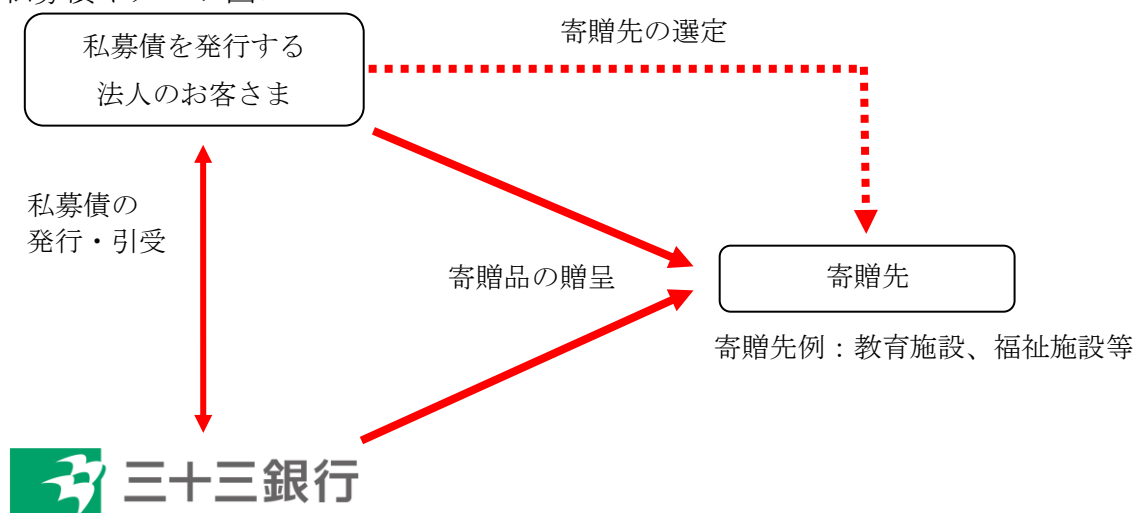 私募債を発行する
法人のお客さま
寄贈先の選定
私募債の
発行・引受
寄贈品の贈呈
寄贈先
寄贈先例：教育施設、福祉施設等
三十三銀行